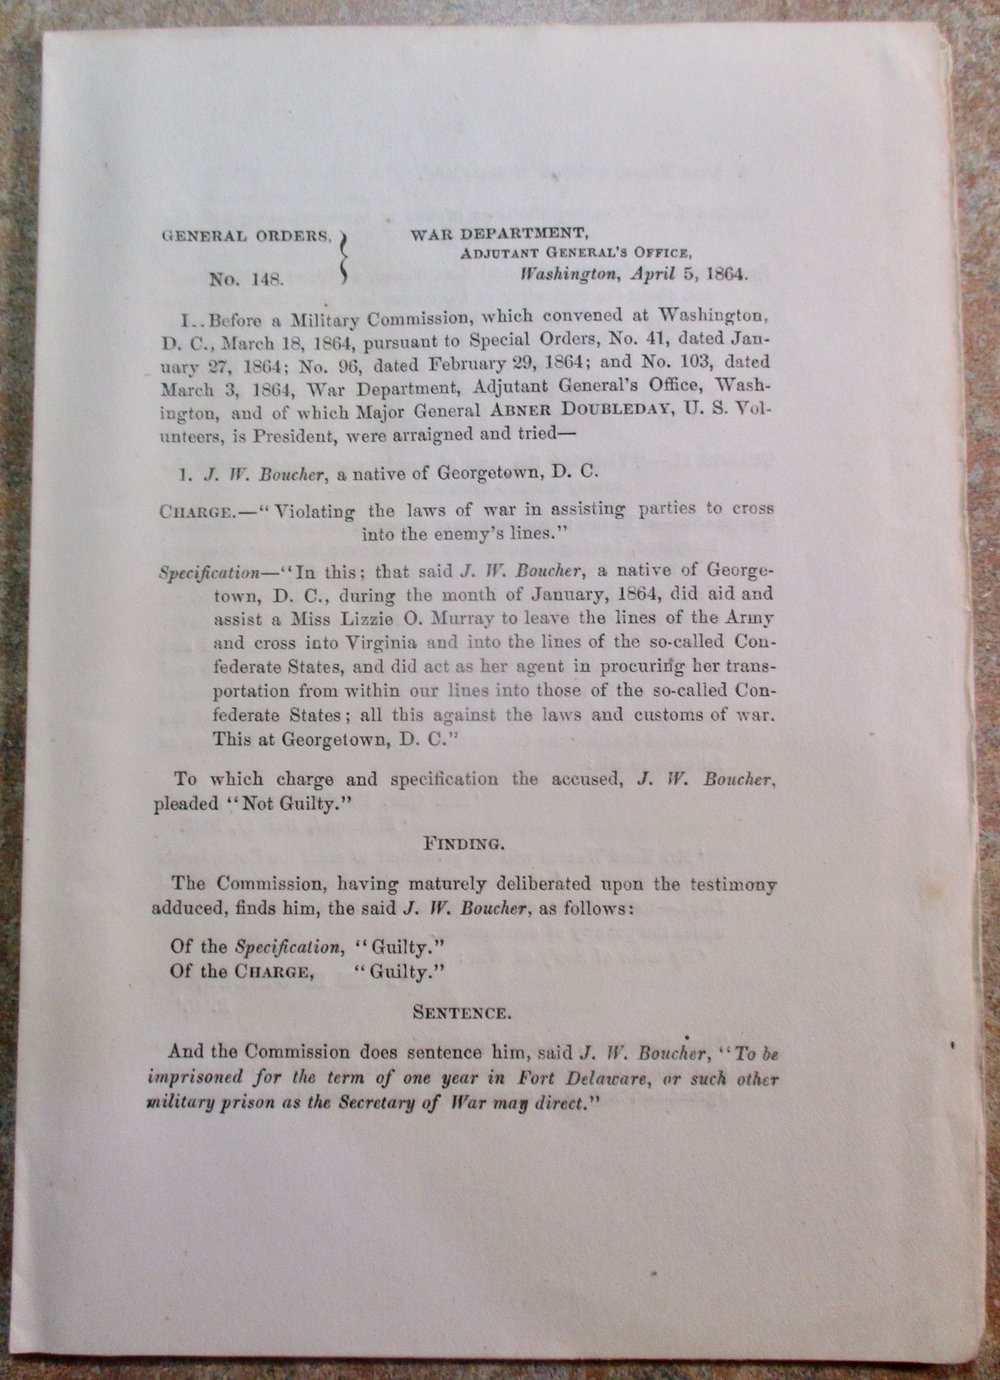 GENERAL ORDERS,
No. 148.
WAR DEPARTMENT,
ADJUTANT GENERAL'S OFFICE,
Washington, April 5, 1864.
I..Before a Military Commission, which convened at Washington,
D. C., March 18, 1864, pursuant to Special Orders, No. 41, dated Jan-
uary 27, 1864; No. 96, dated February 29, 1864; and No. 103, dated
March 3, 1864, War Department, Adjutant General's Office, Wash-
ington, and of which Major General ABNER DOUBLEDAY, U. S. Vol-
unteers, is President, were arraigned and tried—
1. J. W. Boucher, a native of Georgetown, D. C.
CHARGE.—"Violating the laws of war in assisting parties to cross
into the enemy's lines."
Specification—"In this; that said J. W. Boucher, a native of George-
town, D. C., during the month of January, 1864, did aid and
assist a Miss Lizzie O. Murray to leave the lines of the Army
and cross into Virginia and into the lines of the so-called Con-
federate States, and did act as her agent in procuring her trans-
portation from within our lines into those of the so-called Con-
federate States; all this against the laws and customs of war.
This at Georgetown, D. C."
To which charge and specification the accused, J. W. Boucher,
pleaded "Not Guilty."
FINDING.
The Commission, having maturely deliberated upon the testimony
adduced, finds him, the said J. W. Boucher, as follows:
Of the Specification, "Guilty."
Of the CHARGE, "Guilty."
SENTENCE.
And the Commission does sentence him, said J. W. Boucher, "To be
imprisoned for the term of one year in Fort Delaware, or such other
military prison as the Secretary of War may direct."